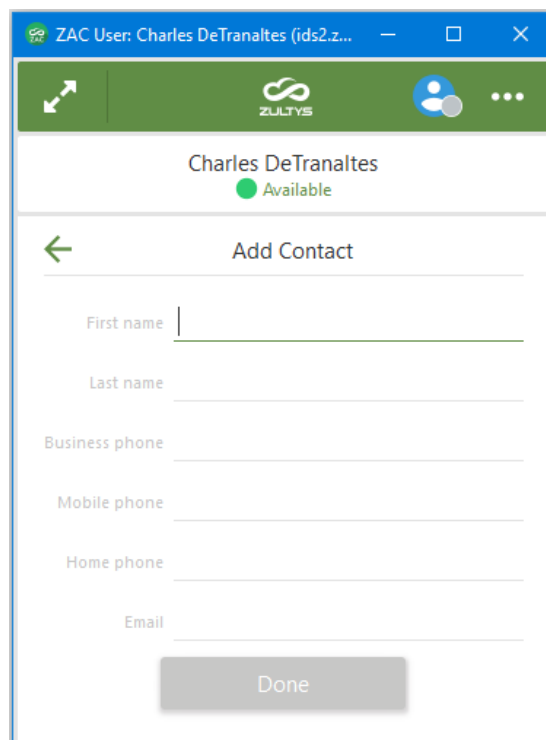 ZAC User: Charles DeTranaltes (ids2.z...
ZAC
ZULTYS
Charles DeTranaltes
Available
Add Contact
First name
Last name
Business phone
Mobile phone
Home phone
Email
Done